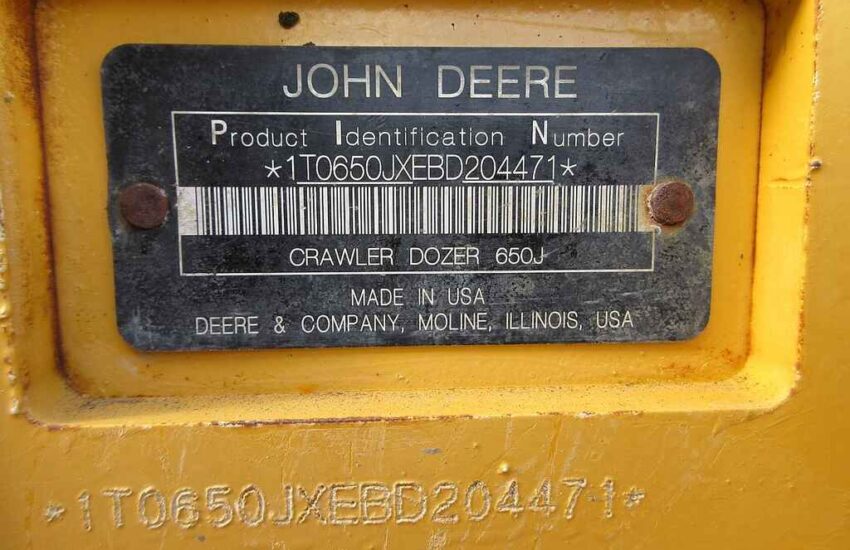 JOHN DEERE
Product Identification Number
*1T0650JXEBD204471*
CRAWLER DOZER 650J
MADE IN USA
DEERE & COMPANY, MOLINE, ILLINOIS, USA
*1T0650JXEBD204471*